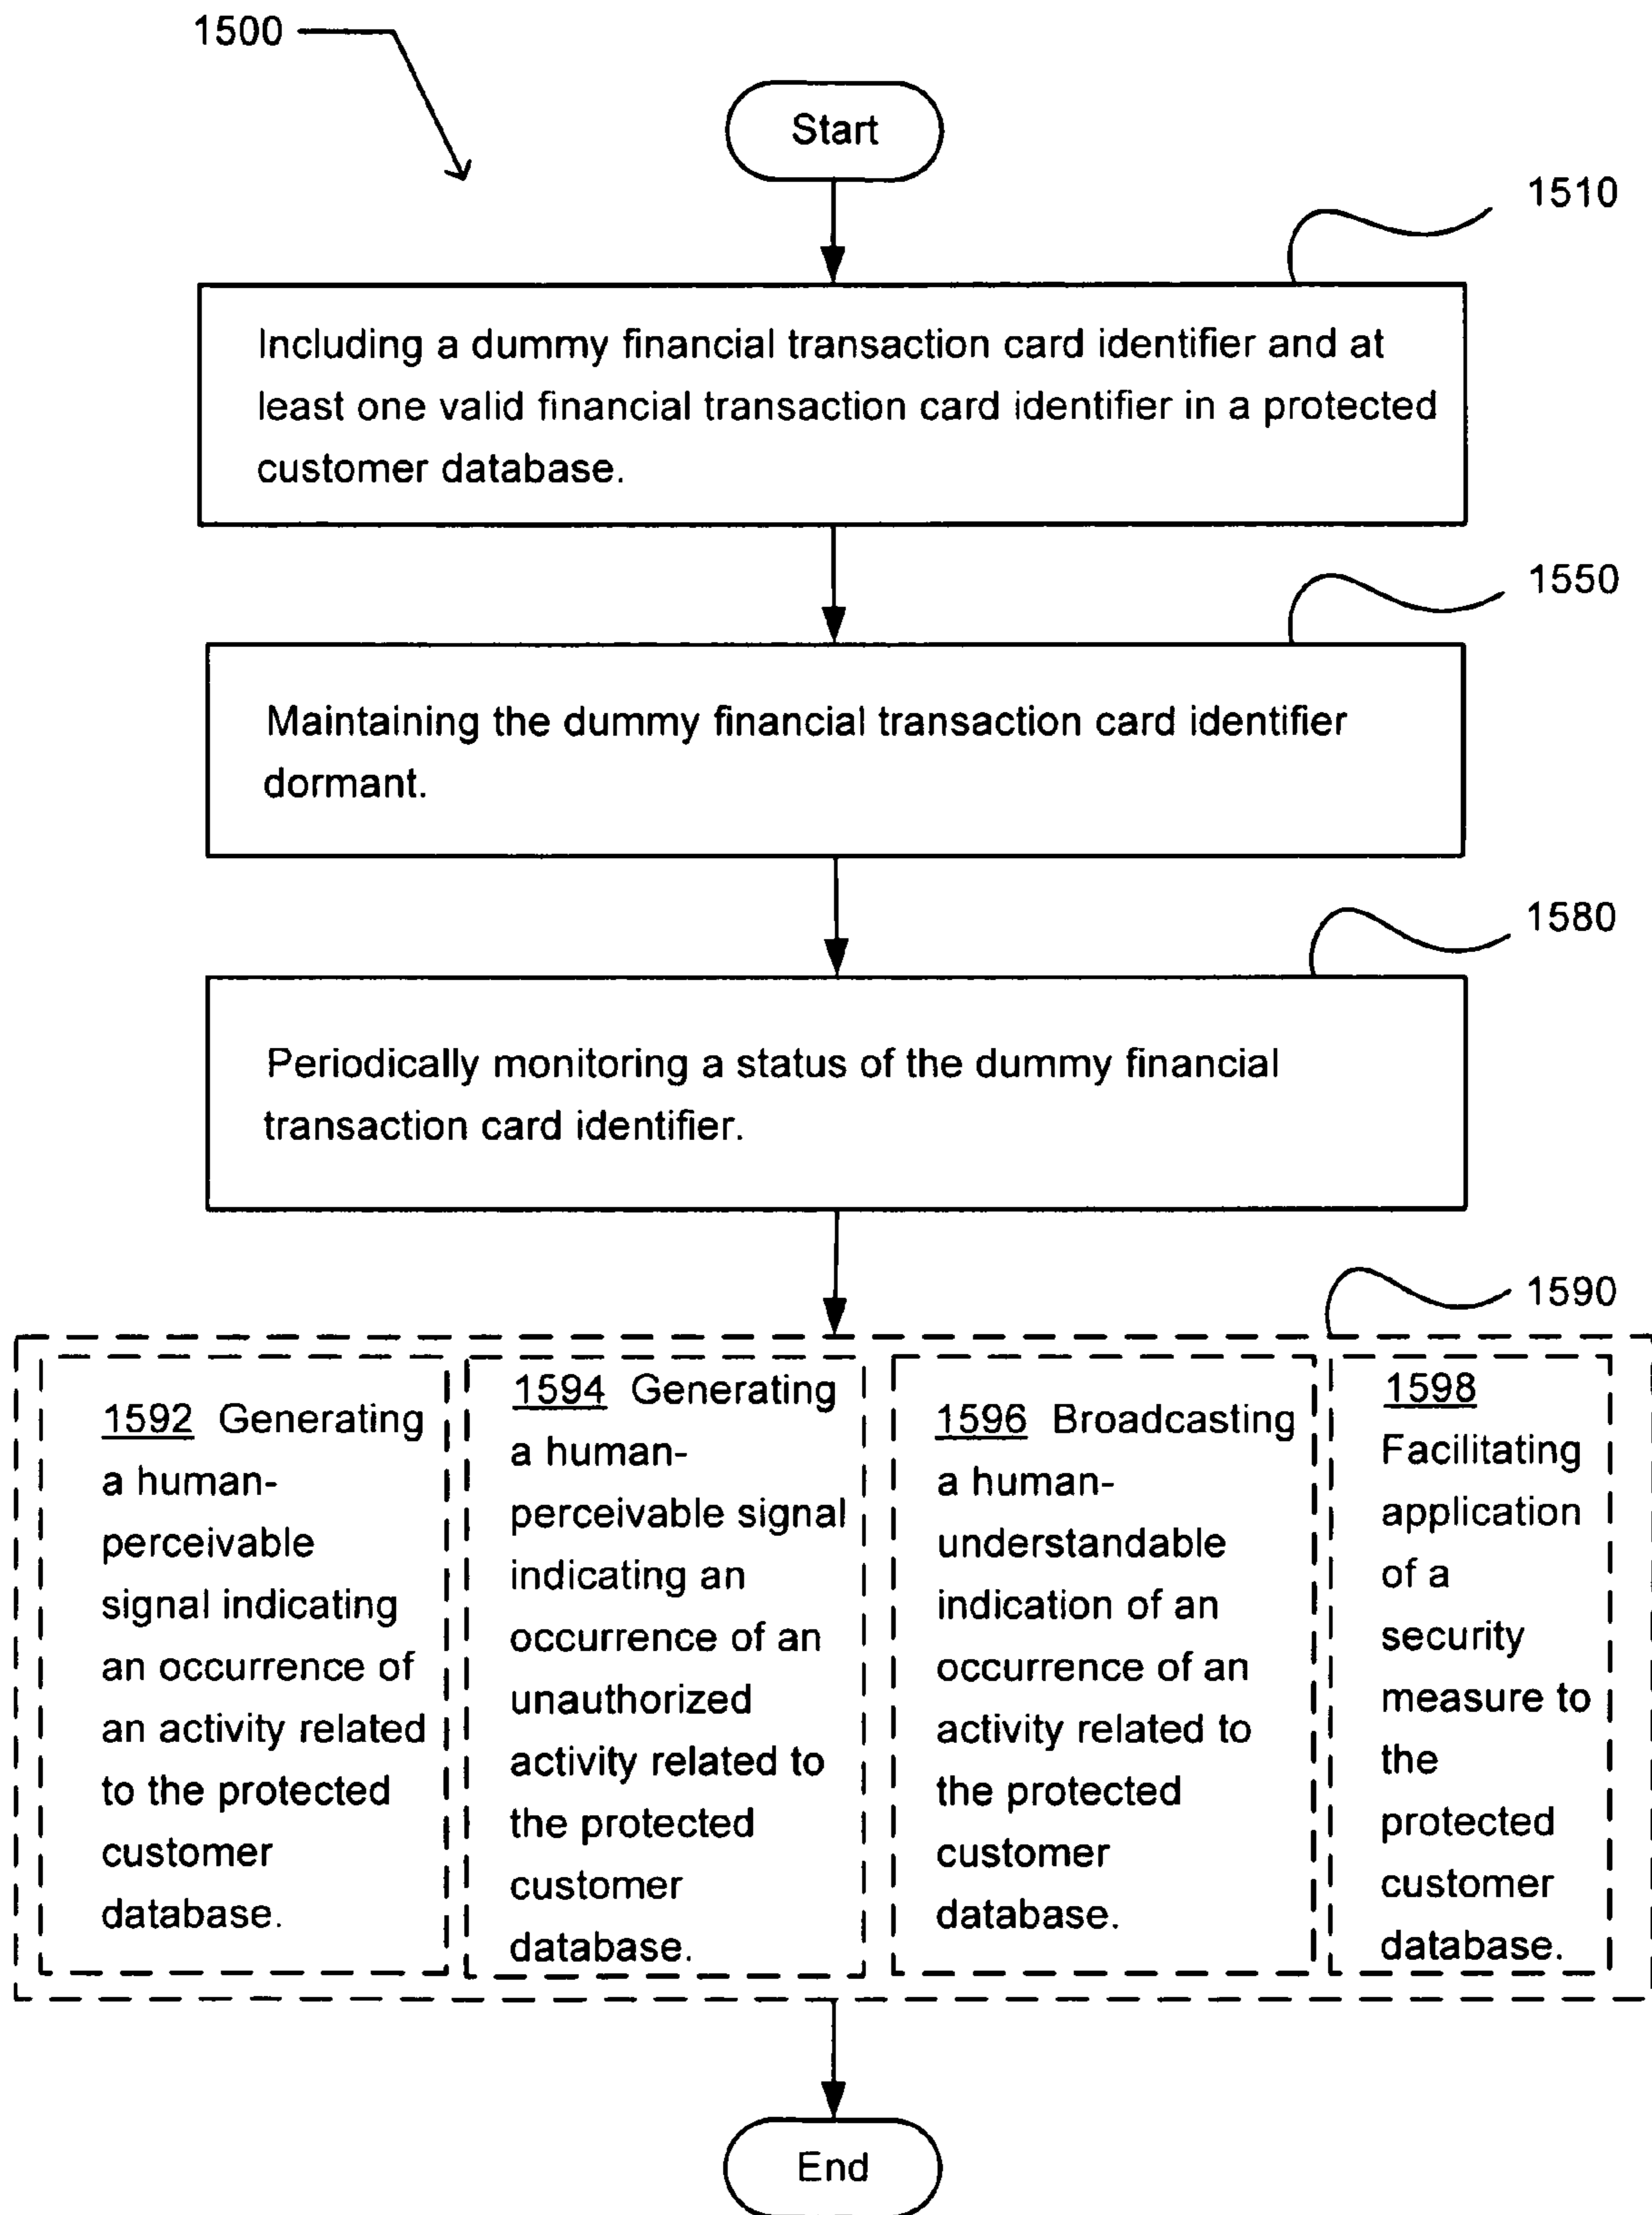 1500
Start
1510
Including a dummy financial transaction card identifier and at
least one valid financial transaction card identifier in a protected
customer database.
1550
Maintaining the dummy financial transaction card identifier
dormant.
1580
Periodically monitoring a status of the dummy financial
transaction card identifier.
1590
1592 Generating
a human-
perceivable
signal indicating
an occurrence of
an activity related
to the protected
customer
database.
1594 Generating
a human-
perceivable signal
indicating an
occurrence of an
unauthorized
activity related to
the protected
customer
database.
1596 Broadcasting
a human-
understandable
indication of an
occurrence of an
activity related to
the protected
customer
database.
1598
Facilitating
application
of a
security
measure to
the
protected
customer
database.
End